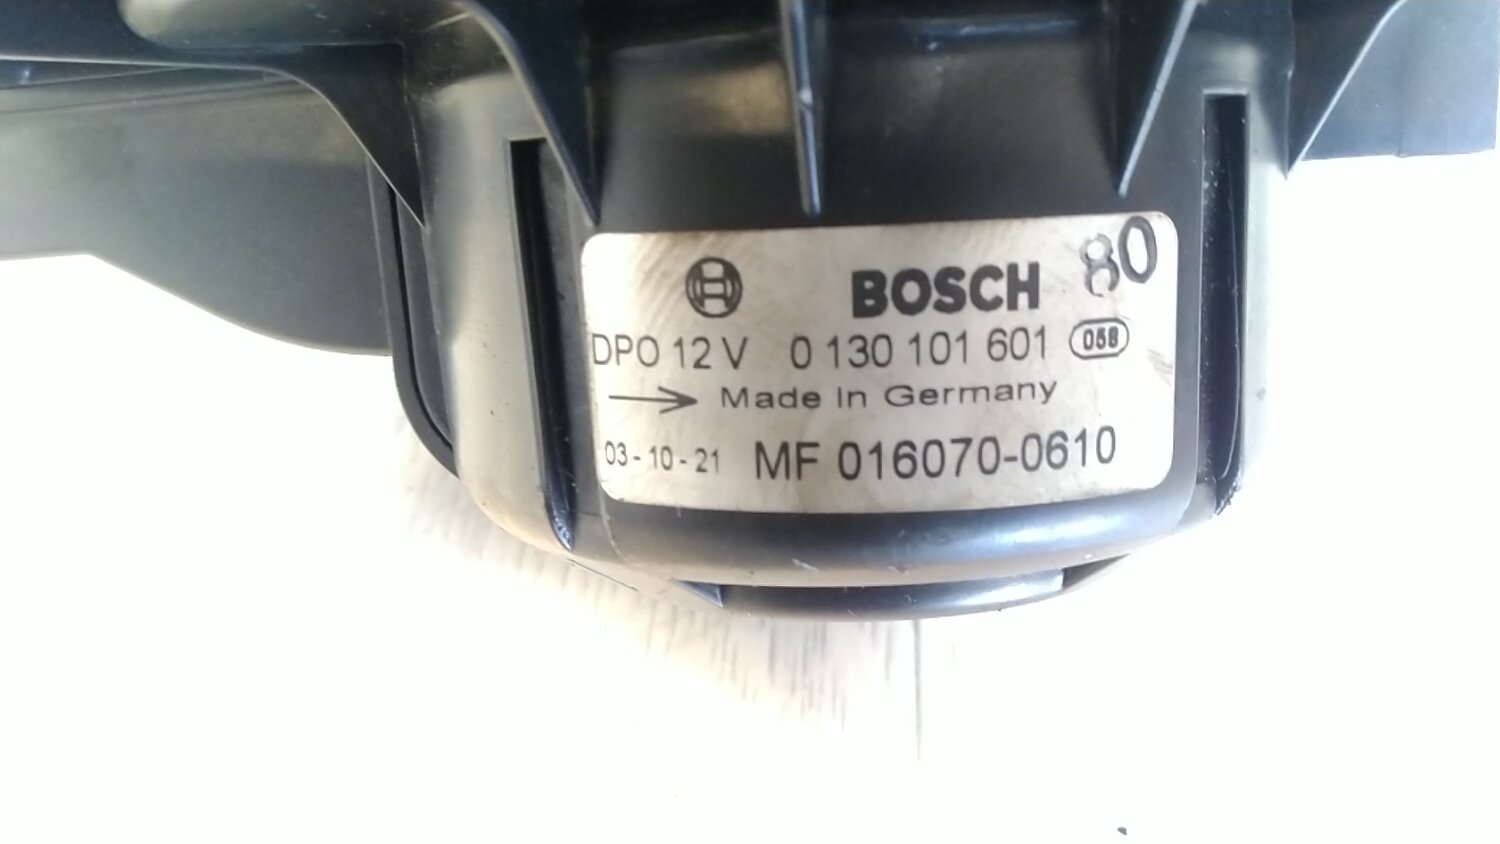 BOSCH 80
DPO 12 V 0 130 101 601 058
Made in Germany
03-10-21 MF 016070-0610